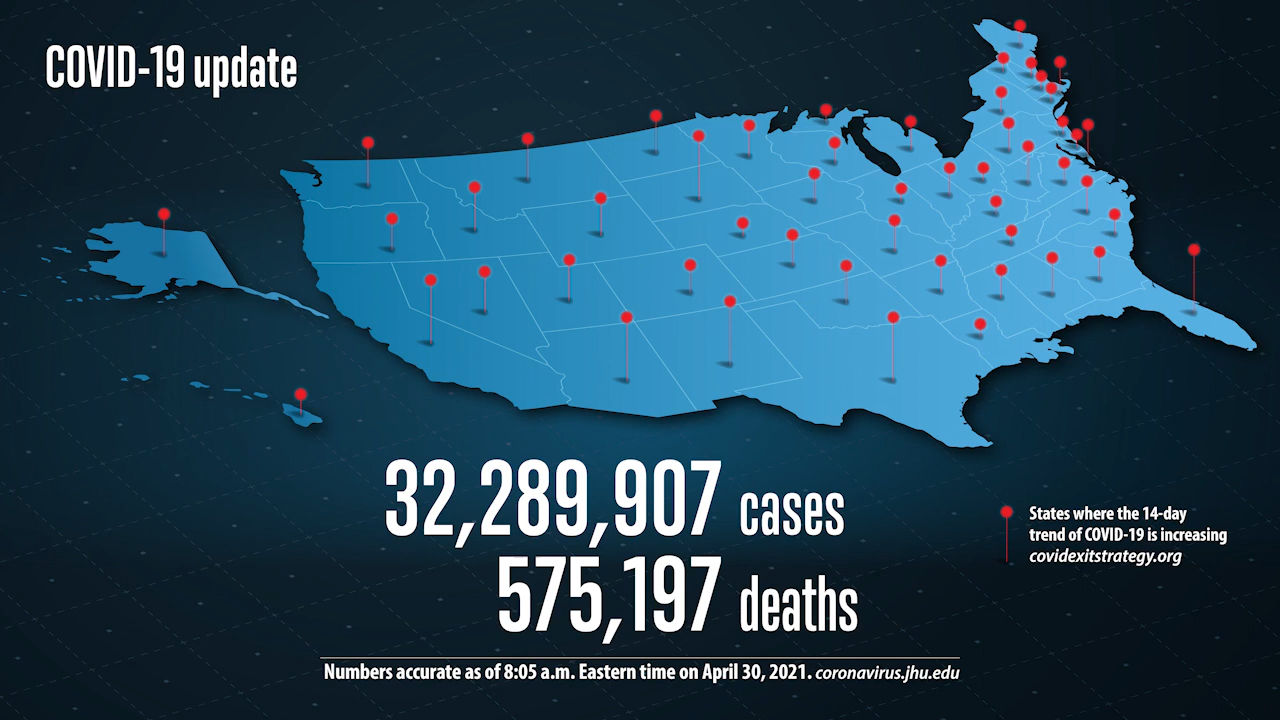 COVID-19 update
32,289,907 cases
575,197 deaths
States where the 14-day
trend of COVID-19 is increasing
covidexitstrategy.org
Numbers accurate as of 8:05 a.m. Eastern time on April 30, 2021. coronavirus.jhu.edu